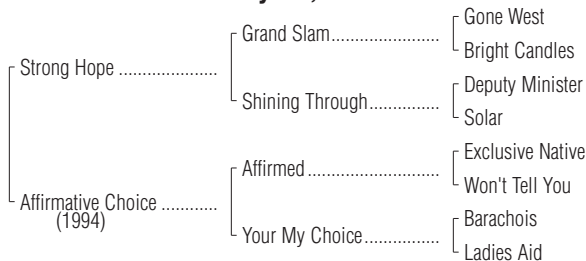 Gone West
Grand Slam....................
Bright Candles
Strong Hope ....................
Deputy Minister
Shining Through..............
Solar
Exclusive Native
Affirmed.........................
Won't Tell You
Affirmative Choice ...........
(1994)
Barachois
Your My Choice...............
Ladies Aid